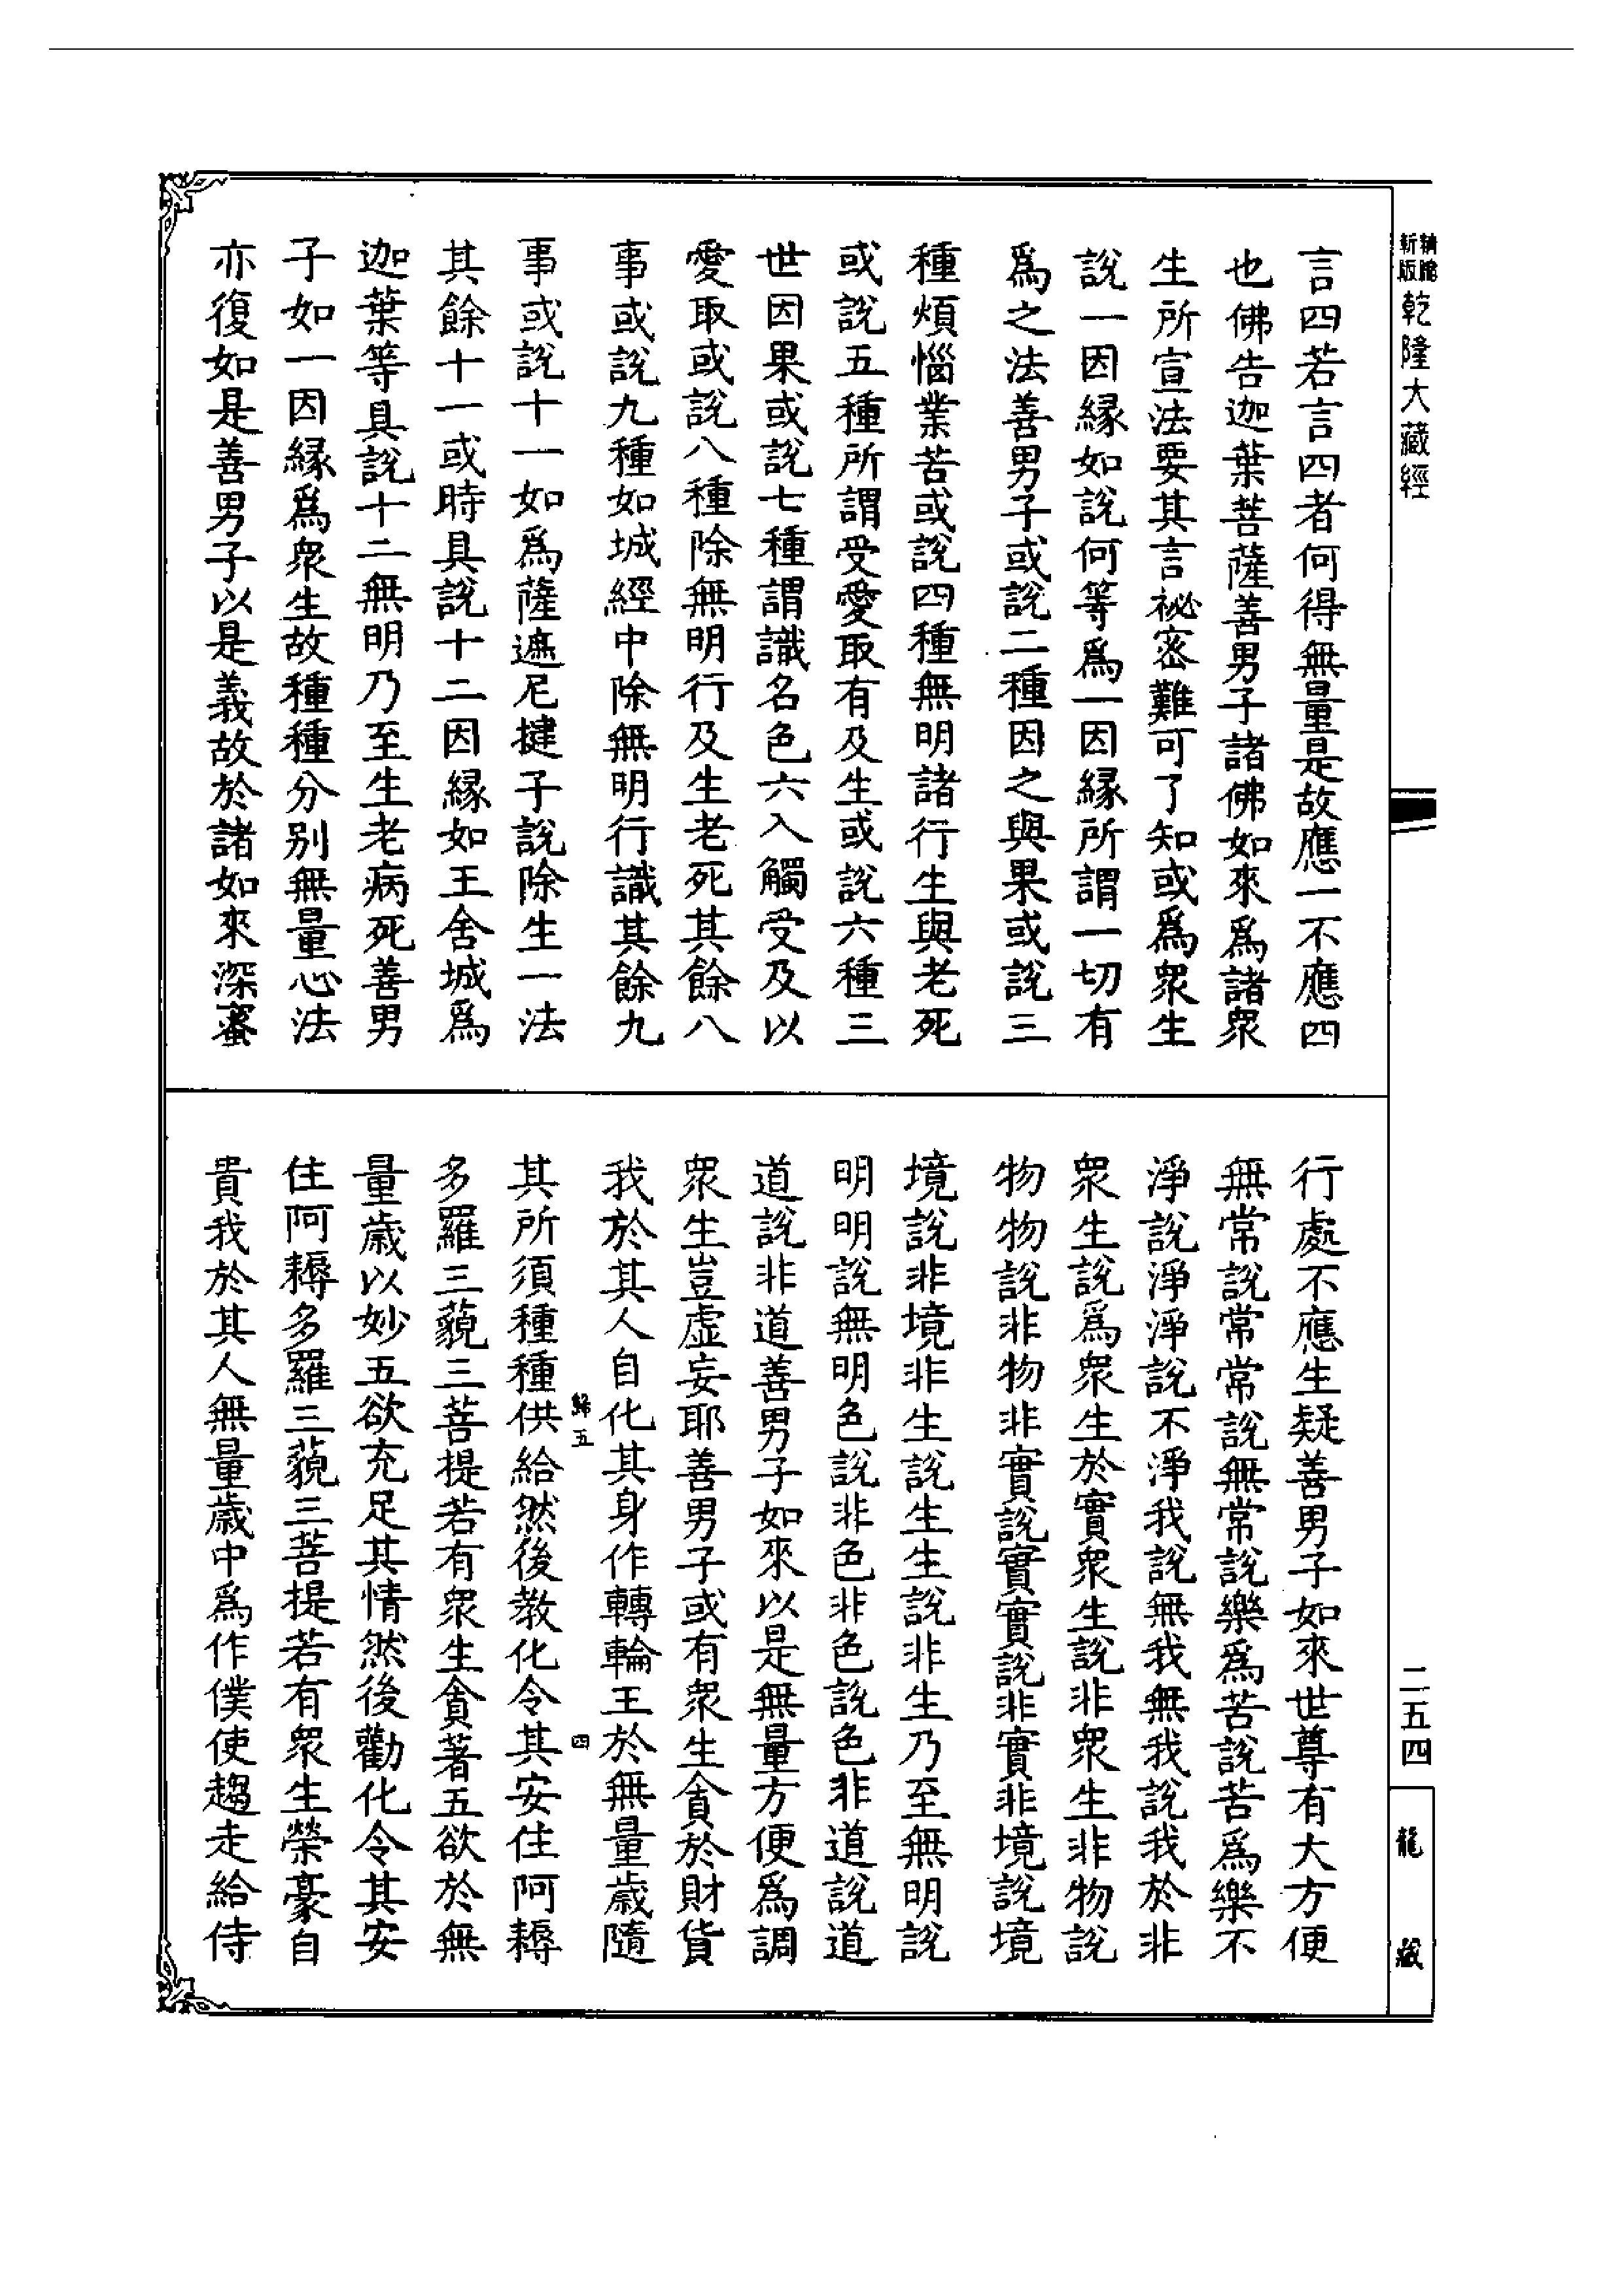 精繪新版 乾隆大藏經
言四若言四者何得無量是故應一不應四
也佛告迦葉菩薩善男子諸佛如來爲諸衆
生所宣法要其言祕密難可了知或爲衆生
說一因緣如說何等爲一因緣所謂一切有
爲之法善男子或說二種因之與果或說三
種煩惱業苦或說四種無明諸行生與老死
或說五種所謂受愛取有及生或說六種三
世因果或說七種謂識名色六入觸受及以
愛取或說八種除無明行及生老死其餘八
事或說九種如城經中除無明行識其餘九
事或說十一如爲薩遮尼揵子說除生一法
其餘十一或時具說十二因緣如王舍城爲
迦葉等具說十二無明乃至生老病死善男
子如一因緣爲衆生故種種分別無量心法
亦復如是善男子以是義故於諸如來深密
行處不應生疑善男子如來世尊有大方便
無常說常常說無常說樂爲苦說苦爲樂不
淨說淨淨說不淨我說無我無我說我於非
衆生說爲衆生於實衆生說非衆生非物說
物物說非物非實說實實說非實非境說境
境說非境非生說生生說非生乃至無明說
明明說無明色說非色非色說色非道說道
道說非道善男子如來以是無量方便爲調
衆生豈虛妄耶善男子或有衆生貪於財貨
我於其人自化其身作轉輪王於無量歲隨
歸五 四
其所須種種供給然後教化令其安住阿耨
多羅三藐三菩提若有衆生貪著五欲於無
量歲以妙五欲充足其情然後勸化令其安
住阿耨多羅三藐三菩提若有衆生榮豪自
貴我於其人無量歲中爲作僕使趨走給侍
二五四
龍藏